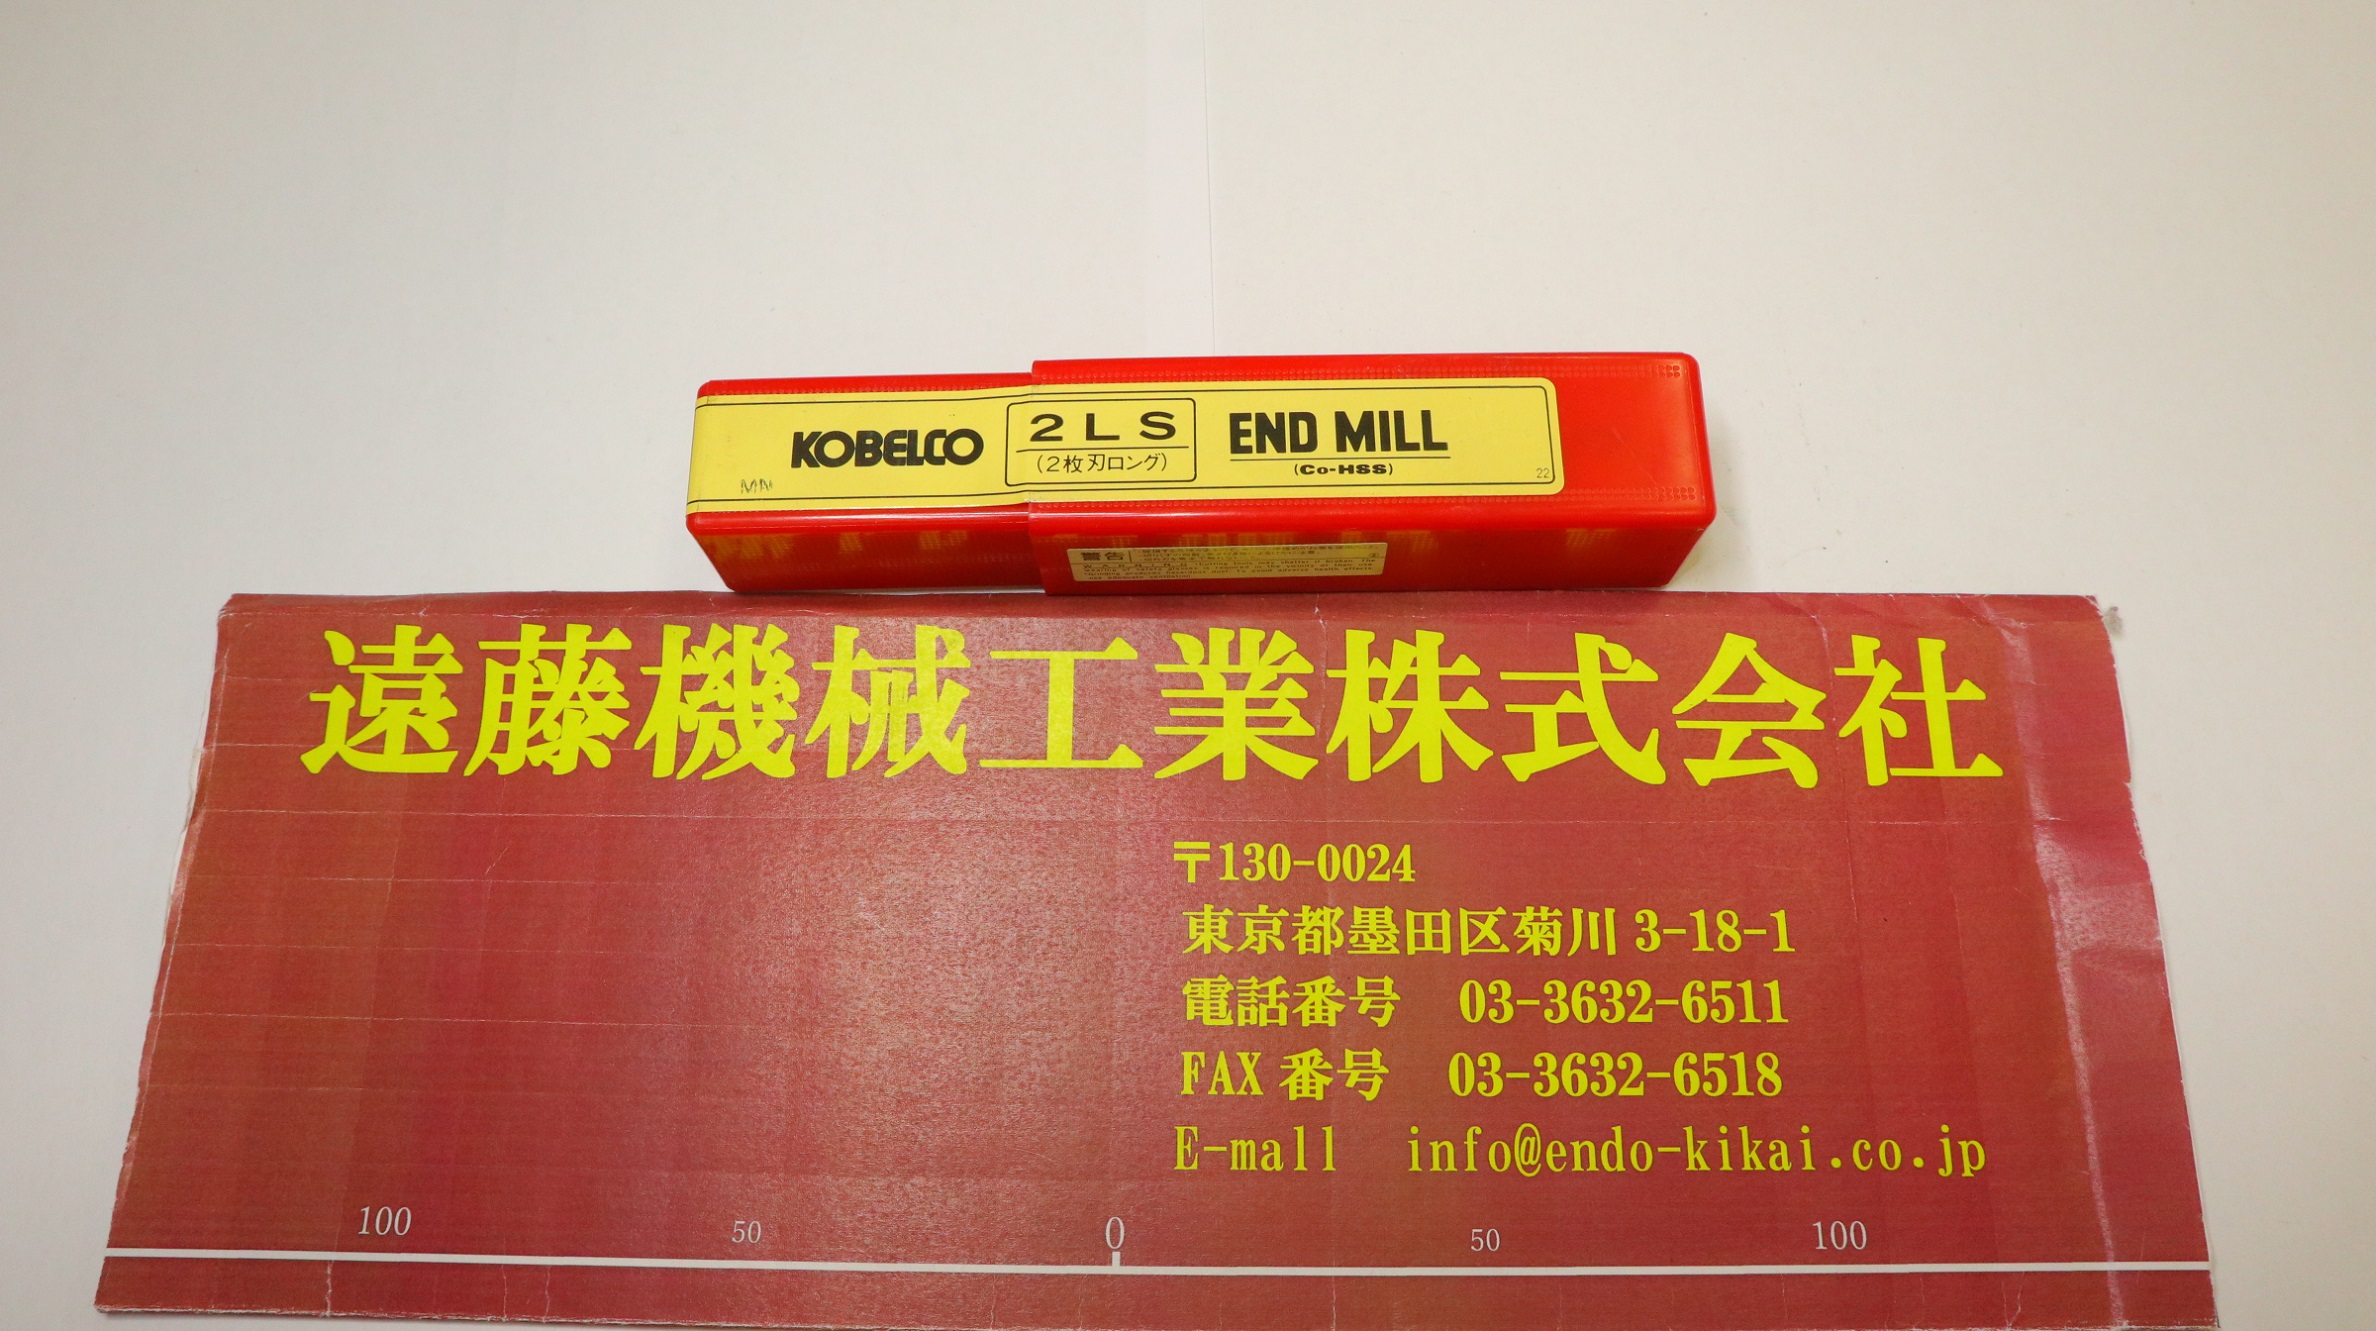 KOBELCO
2LS
(2枚刃ロング)
END MILL
(Co-HSS)
22
警告
WARNING
遠藤機械工業株式会社
〒130-0024
東京都墨田区菊川 3-18-1
電話番号 03-3632-6511
FAX 番号 03-3632-6518
E-mall info@endo-kikai.co.jp
100 50 0 50 100